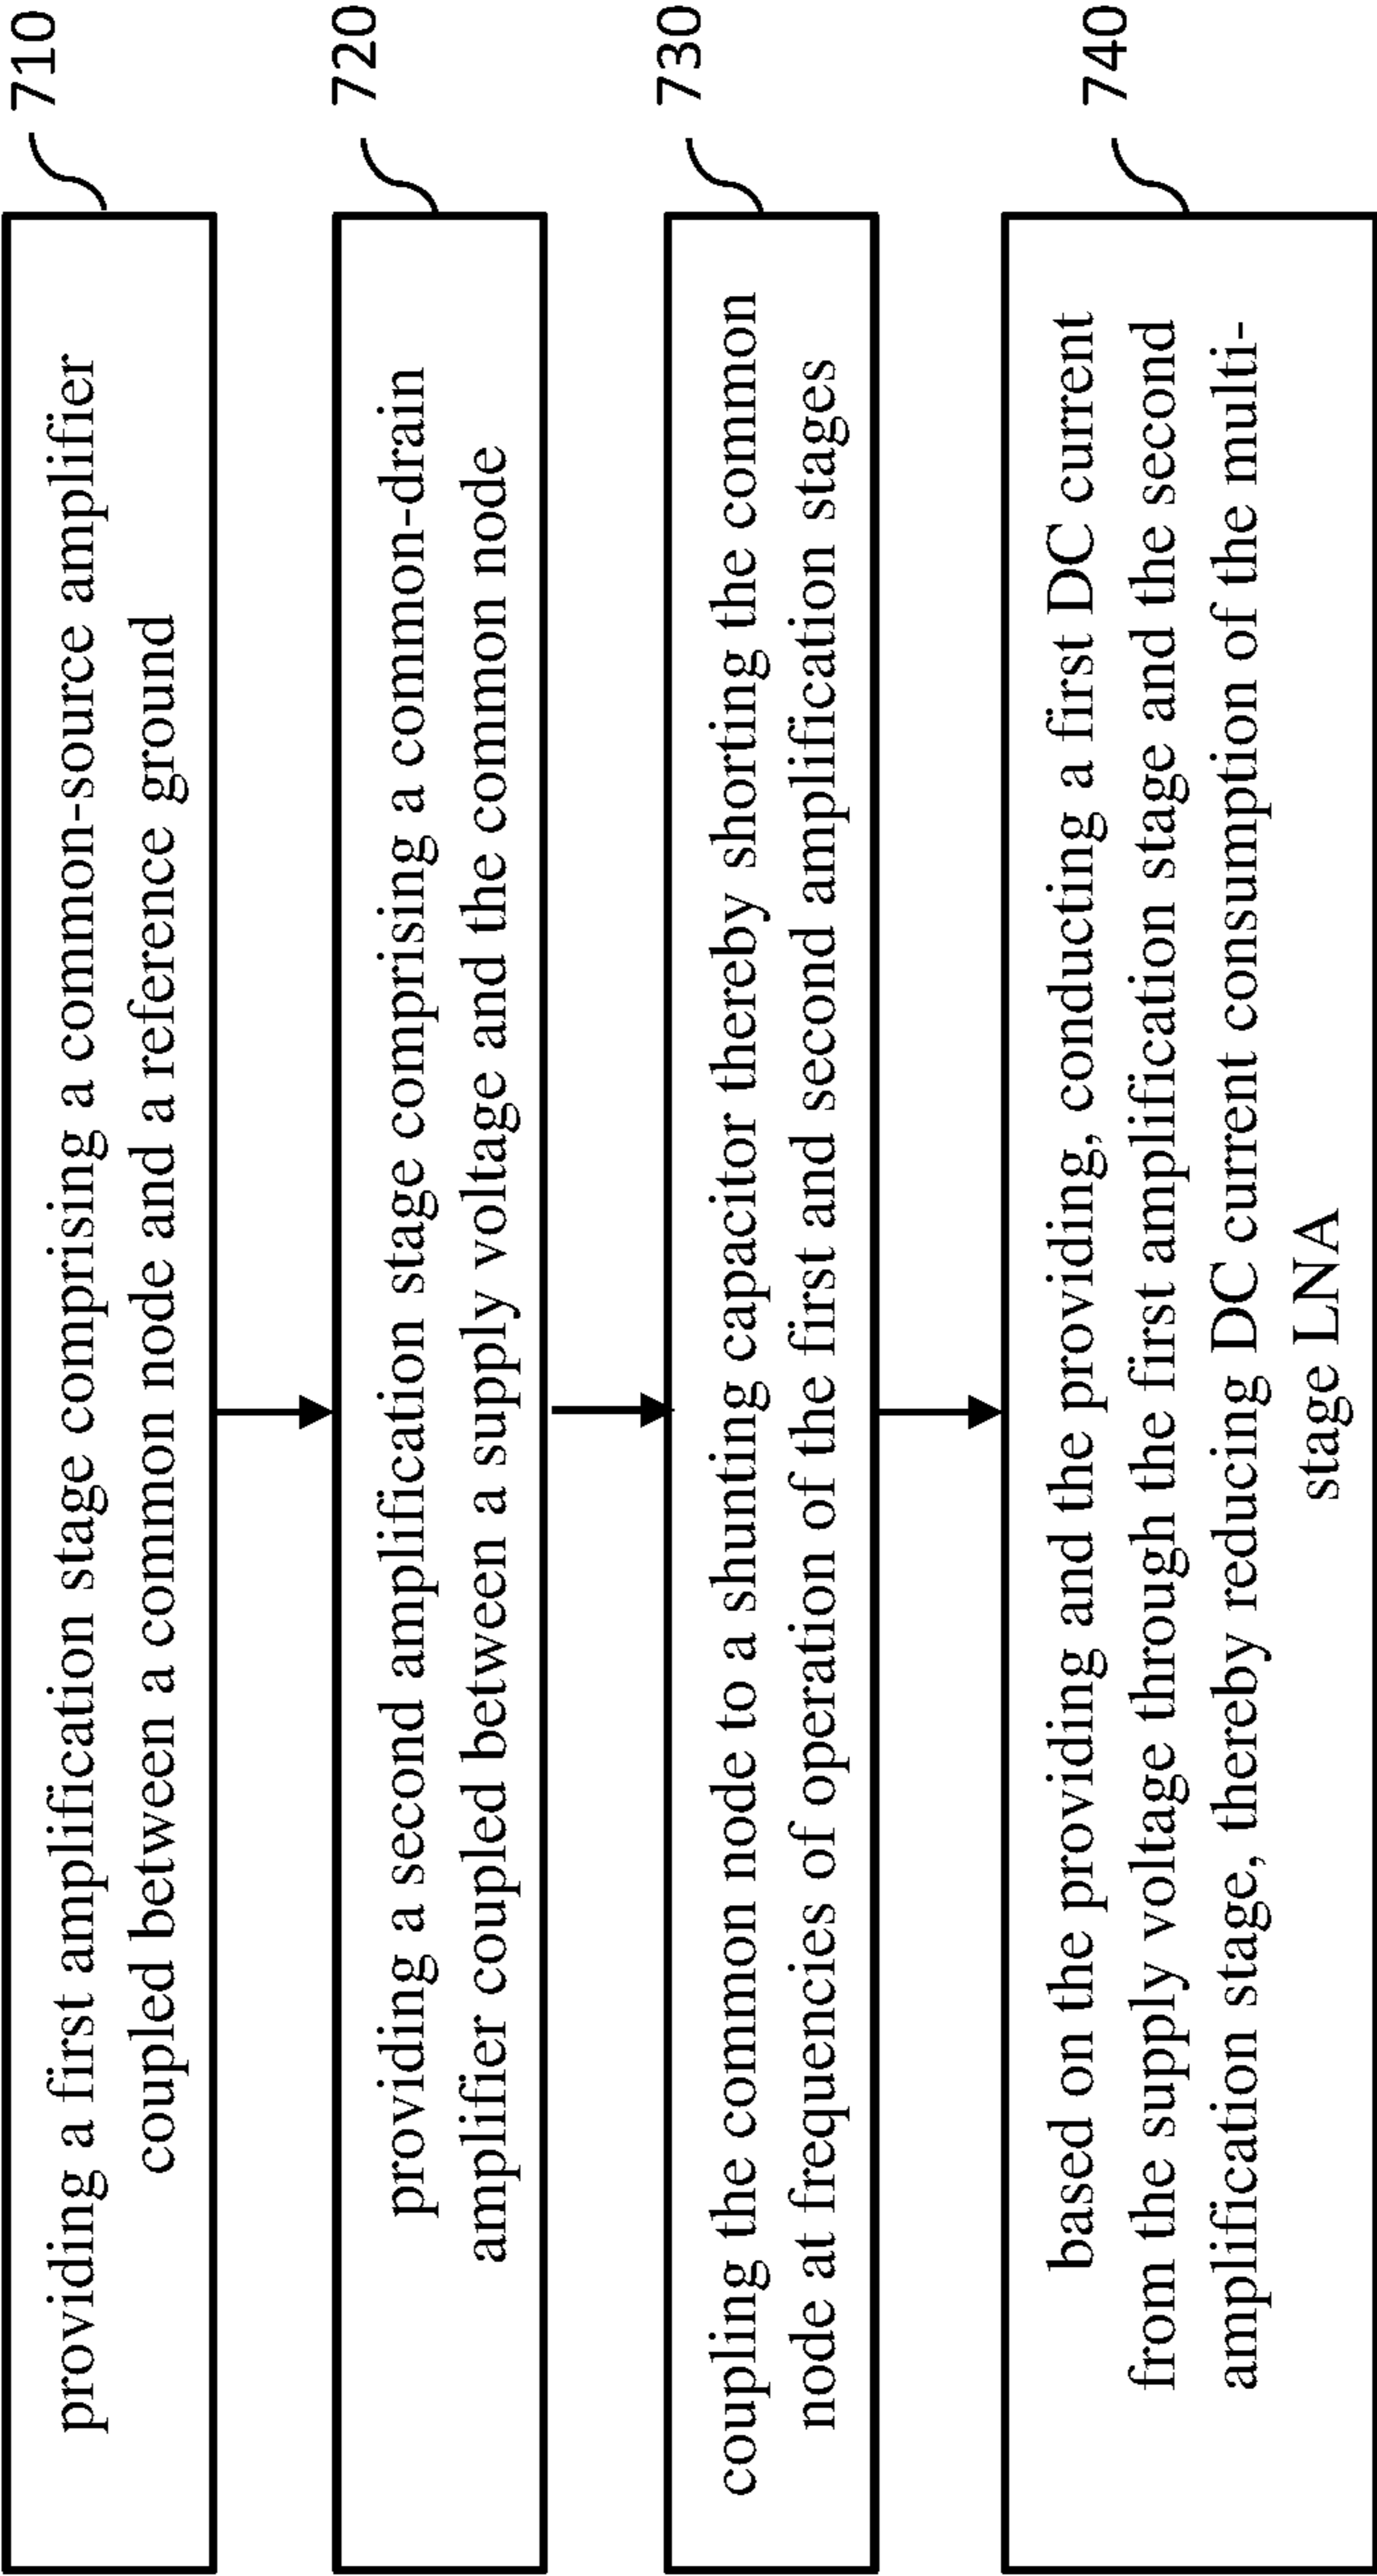 710
providing a first amplification stage comprising a common-source amplifier
coupled between a common node and a reference ground
720
providing a second amplification stage comprising a common-drain
amplifier coupled between a supply voltage and the common node
730
coupling the common node to a shunting capacitor thereby shorting the common
node at frequencies of operation of the first and second amplification stages
740
based on the providing and the providing, conducting a first DC current
from the supply voltage through the first amplification stage and the second
amplification stage, thereby reducing DC current consumption of the multi-
stage LNA